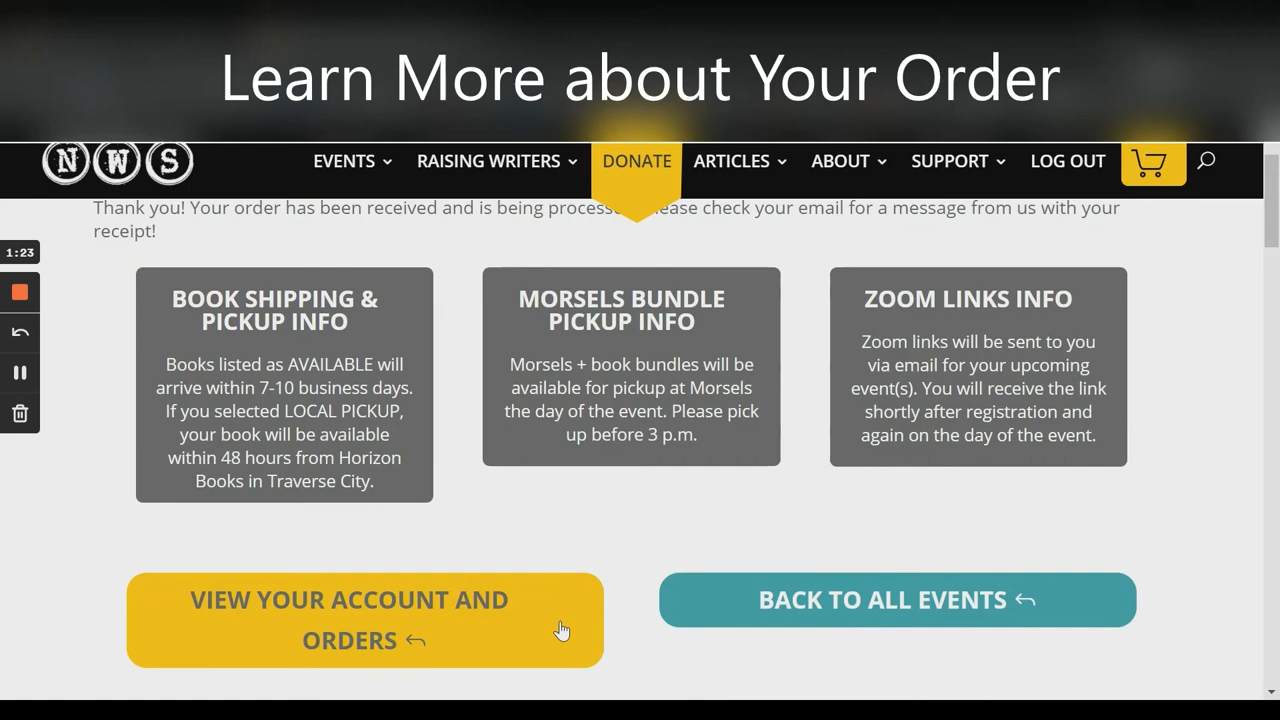 Learn More about Your Order
N W S
EVENTS RAISING WRITERS DONATE ARTICLES ABOUT SUPPORT LOG OUT
Thank you! Your order has been received and is being process ease check your email for a message from us with your
receipt!
1:23
BOOK SHIPPING &
PICKUP INFO
Books listed as AVAILABLE will
arrive within 7-10 business days.
If you selected LOCAL PICKUP,
your book will be available
within 48 hours from Horizon
Books in Traverse City.
MORSELS BUNDLE
PICKUP INFO
Morsels + book bundles will be
available for pickup at Morsels
the day of the event. Please pick
up before 3 p.m.
ZOOM LINKS INFO
Zoom links will be sent to you
via email for your upcoming
event(s). You will receive the link
shortly after registration and
again on the day of the event.
VIEW YOUR ACCOUNT AND
ORDERS
BACK TO ALL EVENTS